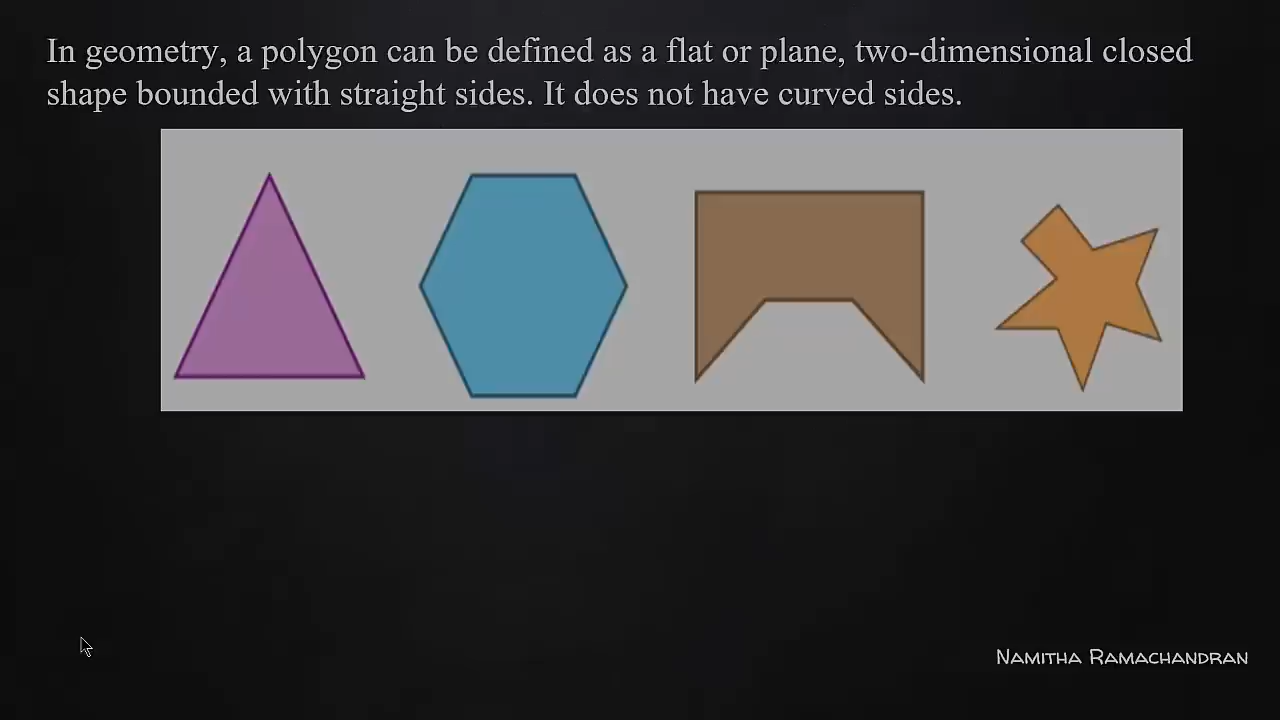 In geometry, a polygon can be defined as a flat or plane, two-dimensional closed
shape bounded with straight sides. It does not have curved sides.
Namitha Ramachandran